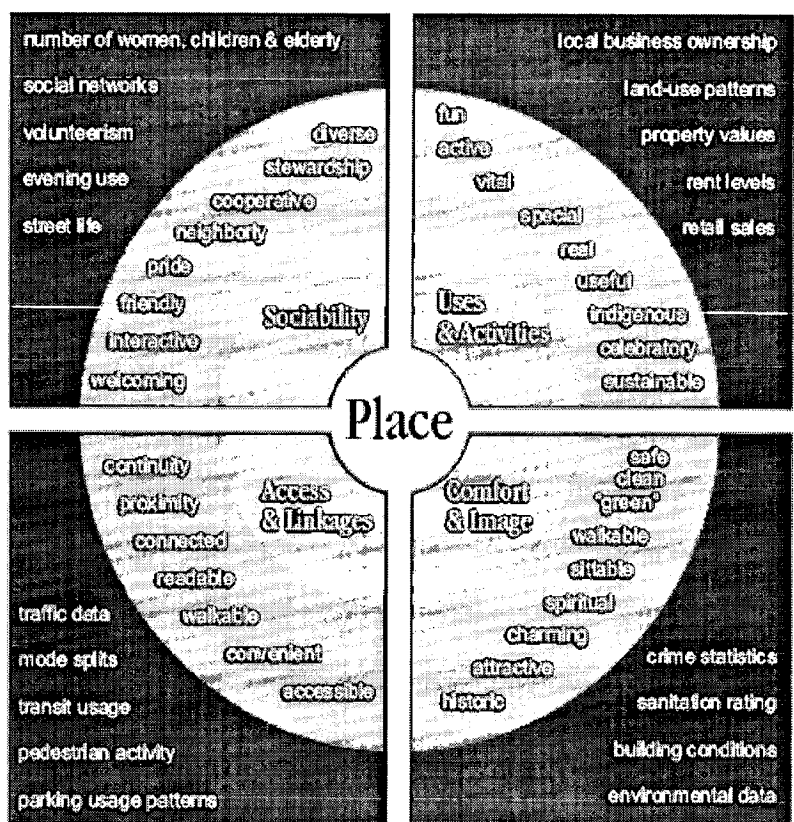 number of women, children & elderly
social networks
volunteerism
evening use
street life
diverse
stewardship
cooperative
neighborly
pride
friendly
interactive
welcoming
Sociability
local business ownership
land-use patterns
property values
rent levels
retail sales
fun
active
vital
special
real
useful
indigenous
celebratory
sustainable
Uses
& Activities
Place
continuity
proximity
connected
readable
walkable
convenient
accessible
Access
& Linkages
traffic data
mode splits
transit usage
pedestrian activity
parking usage patterns
Comfort
& Image
safe
clean
"green"
walkable
sittable
spiritual
charming
attractive
historic
crime statistics
sanitation rating
building conditions
environmental data